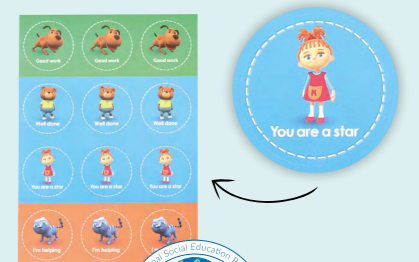 Good work Good work Good work
Well done Well done Well done
You are a star You are a star You are a star
I'm helping I'm helping I'm helping
K
You are a star
Social Education